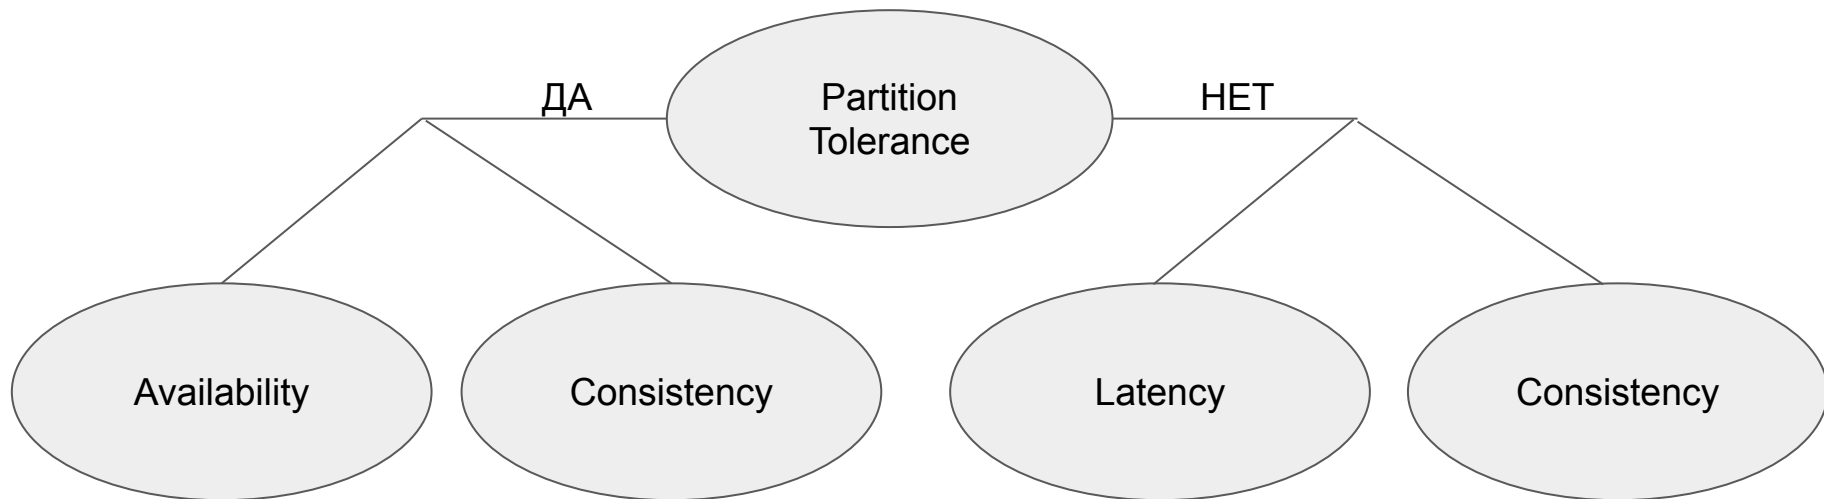 ДА
Partition
Tolerance
НЕТ
Availability
Consistency
Latency
Consistency